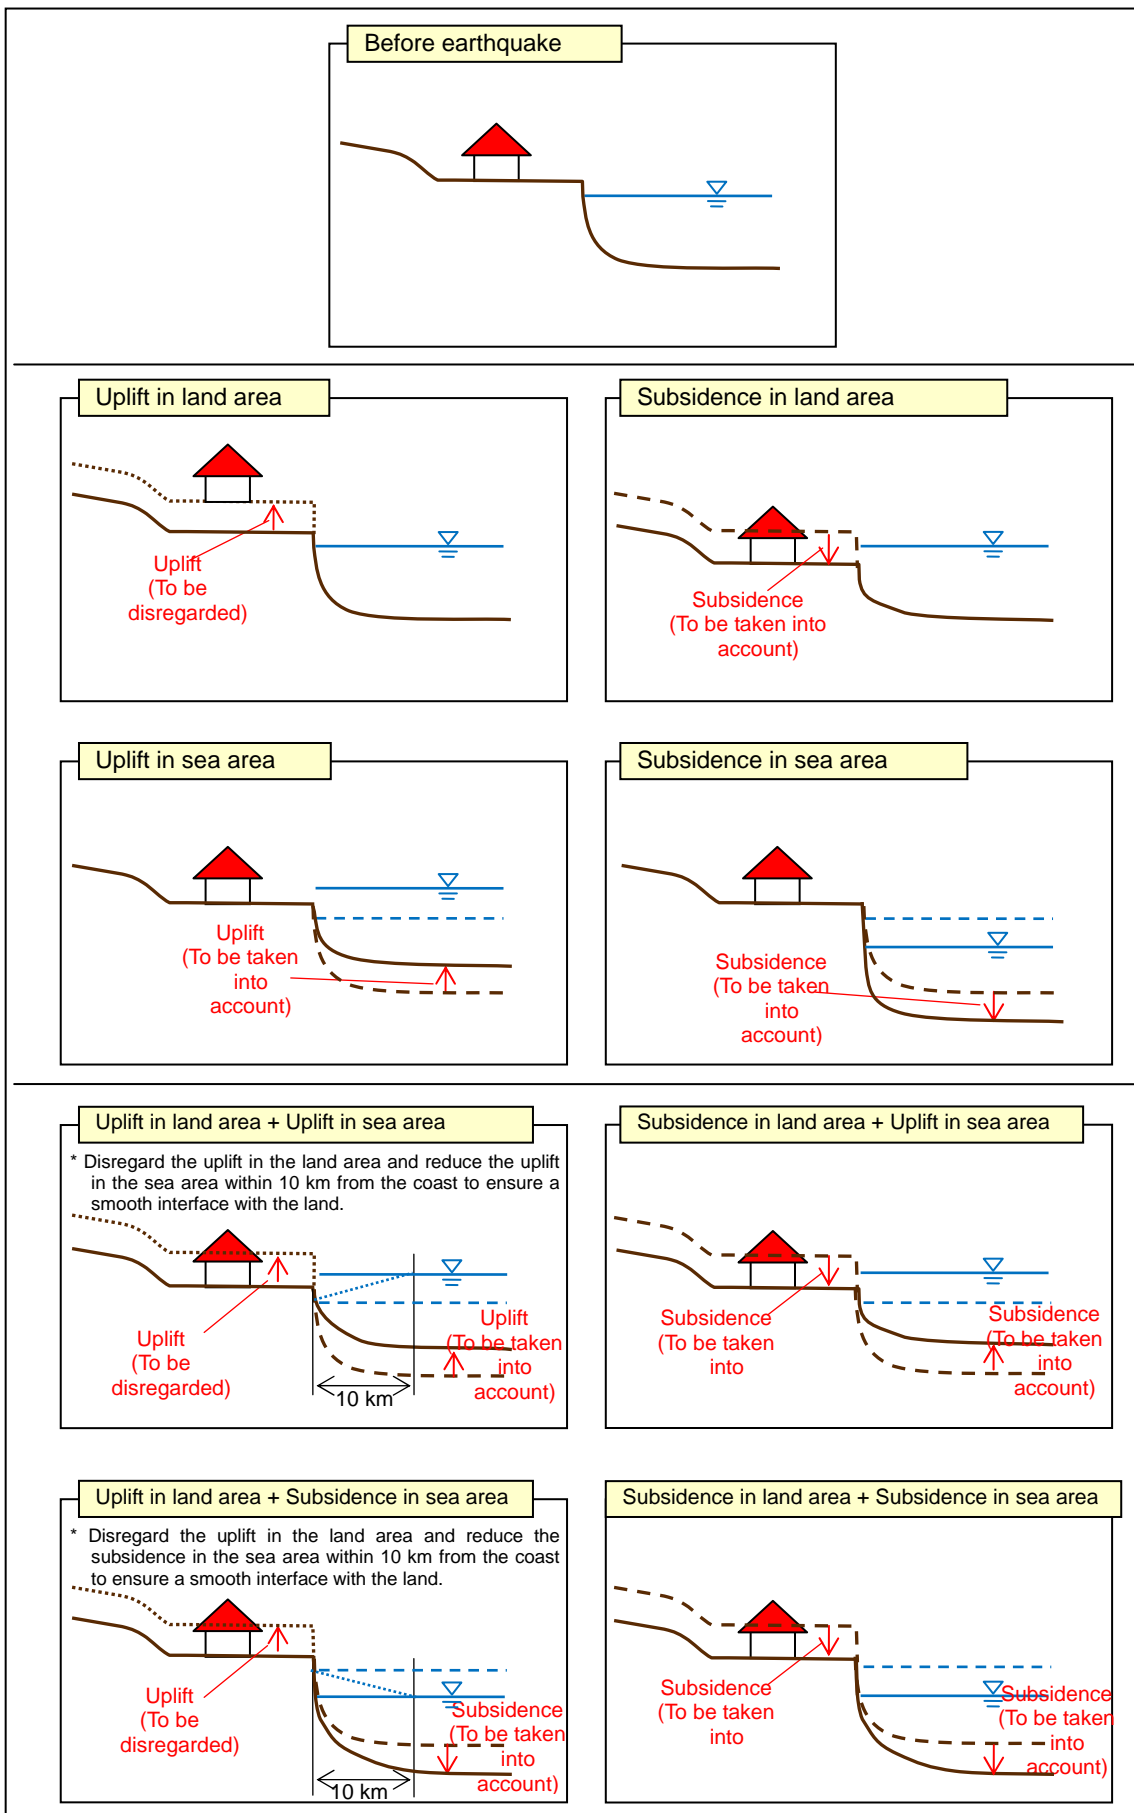 Before earthquake
Uplift in land area
Uplift
(To be
disregarded)
Subsidence in land area
Subsidence
(To be taken into
account)
Uplift in sea area
Uplift
(To be taken
into
account)
Subsidence in sea area
Subsidence
(To be taken
into
account)
Uplift in land area + Uplift in sea area
* Disregard the uplift in the land area and reduce the uplift
in the sea area within 10 km from the coast to ensure a
smooth interface with the land.
Uplift
(To be
disregarded)
Uplift
(To be taken
into
account)
10 km
Subsidence in land area + Uplift in sea area
Subsidence
(To be taken
into
Subsidence
(To be taken
into
account)
Uplift in land area + Subsidence in sea area
* Disregard the uplift in the land area and reduce the
subsidence in the sea area within 10 km from the coast
to ensure a smooth interface with the land.
Uplift
(To be
disregarded)
Subsidence
(To be taken
into
account)
10 km
Subsidence in land area + Subsidence in sea area
Subsidence
(To be taken
into
Subsidence
(To be taken
into
account)